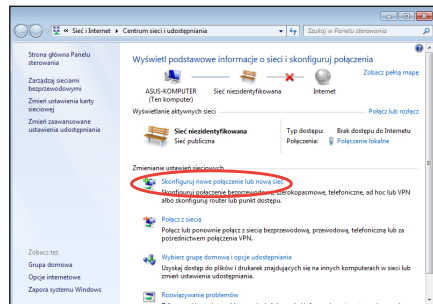 « Sieć i Internet ▸ Centrum sieci i udostępniania
Szukaj w Panelu sterowania
Strona główna Panelu
sterowania
Zarządzaj sieciami
bezprzewodowymi
Zmień ustawienia karty
sieciowej
Zmień zaawansowane
ustawienia udostępniania
Zobacz też
Grupa domowa
Opcje internetowe
Zapora systemu Windows
Wyświetl podstawowe informacje o sieci i skonfiguruj
połączenia
Zobacz pełną mapę
ASUS-KOMPUTER
(Ten komputer)
Sieć niezidentyfikowana
Internet
Wyświetlanie aktywnych sieci
Połącz lub rozłącz
Sieć niezidentyfikowana
Sieć publiczna
Typ dostępu: Brak dostępu do Internetu
Połączenia: Połączenie lokalne
Zmienianie ustawień sieciowych
Skonfiguruj nowe połączenie lub nową sieć
Skonfiguruj połączenie bezprzewodowe, szerokopasmowe, telefoniczne, ad hoc lub VPN
albo skonfiguruj router lub punkt dostępu.
Połącz z siecią
Połącz lub ponownie połącz z siecią bezprzewodową, przewodową, telefoniczną lub za
pośrednictwem połączenia VPN.
Wybierz grupę domową i opcje udostępniania
Uzyskaj dostęp do plików i drukarek znajdujących się na innych komputerach w sieci lub
zmień ustawienia udostępniania.
Rozwiązywanie problemów